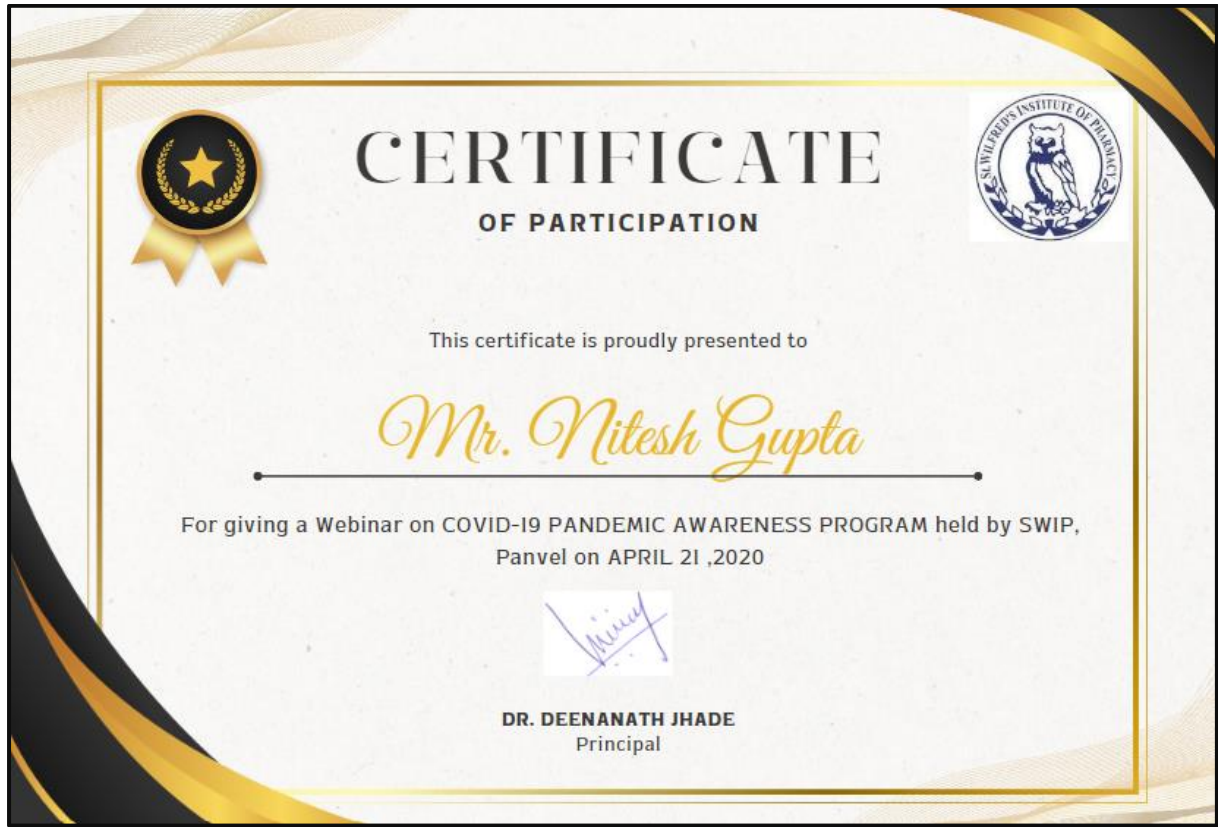 CERTIFICATE
OF PARTICIPATION
ST.WILFRED'S INSTITUTE OF PHARMACY
This certificate is proudly presented to
Mr. Nitesh Gupta
For giving a Webinar on COVID-19 PANDEMIC AWARENESS PROGRAM held by SWIP,
Panvel on APRIL 21 ,2020
DR. DEENANATH JHADE
Principal